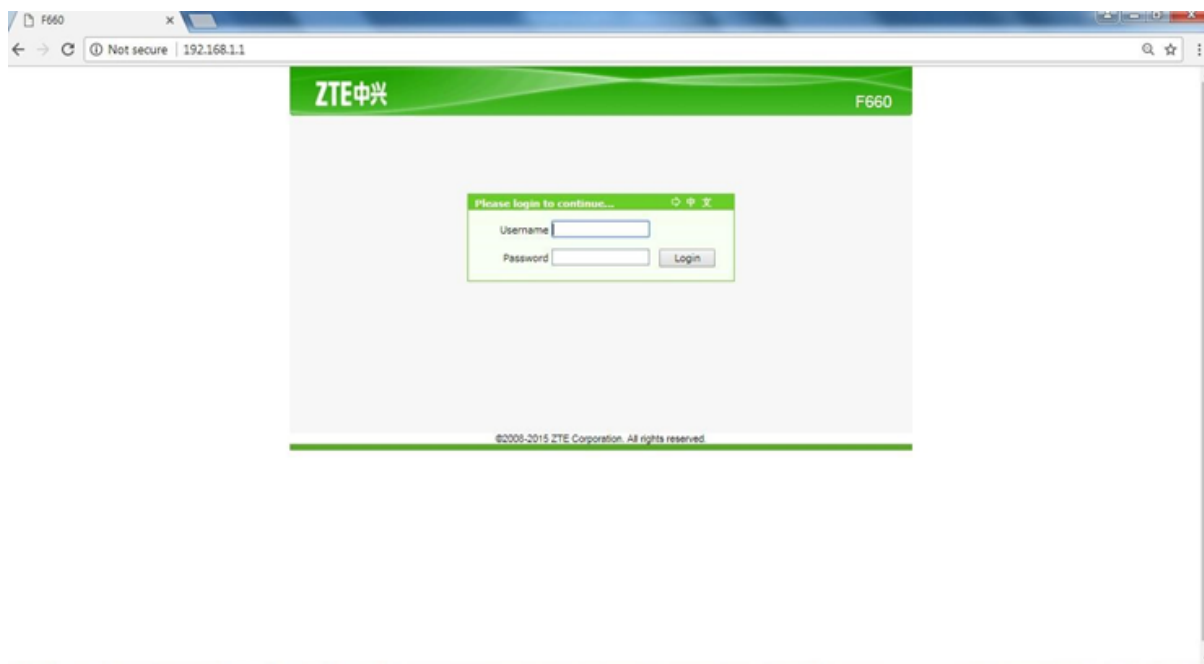 F660
Not secure | 192.168.1.1
ZTE中兴
F660
Please login to continue... 中 文
Username
Password
Login
©2008-2015 ZTE Corporation. All rights reserved.